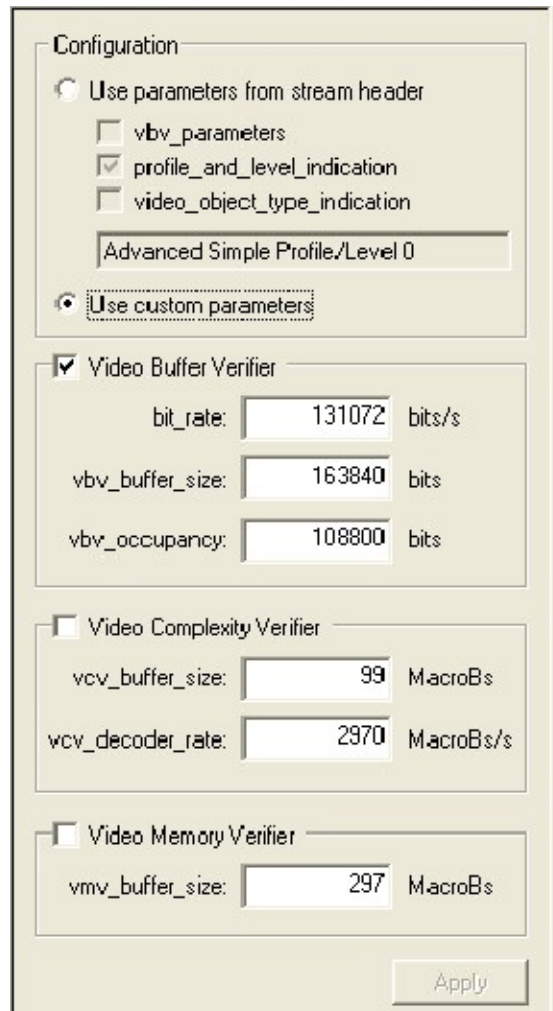 Configuration
Use parameters from stream header
vbv_parameters
profile_and_level_indication
video_object_type_indication
Advanced Simple Profile/Level 0
Use custom parameters
Video Buffer Verifier
bit_rate: 131072 bits/s
vbv_buffer_size: 163840 bits
vbv_occupancy: 108800 bits
Video Complexity Verifier
vcv_buffer_size: 99 MacroBs
vcv_decoder_rate: 2970 MacroBs/s
Video Memory Verifier
vmv_buffer_size: 297 MacroBs
Apply